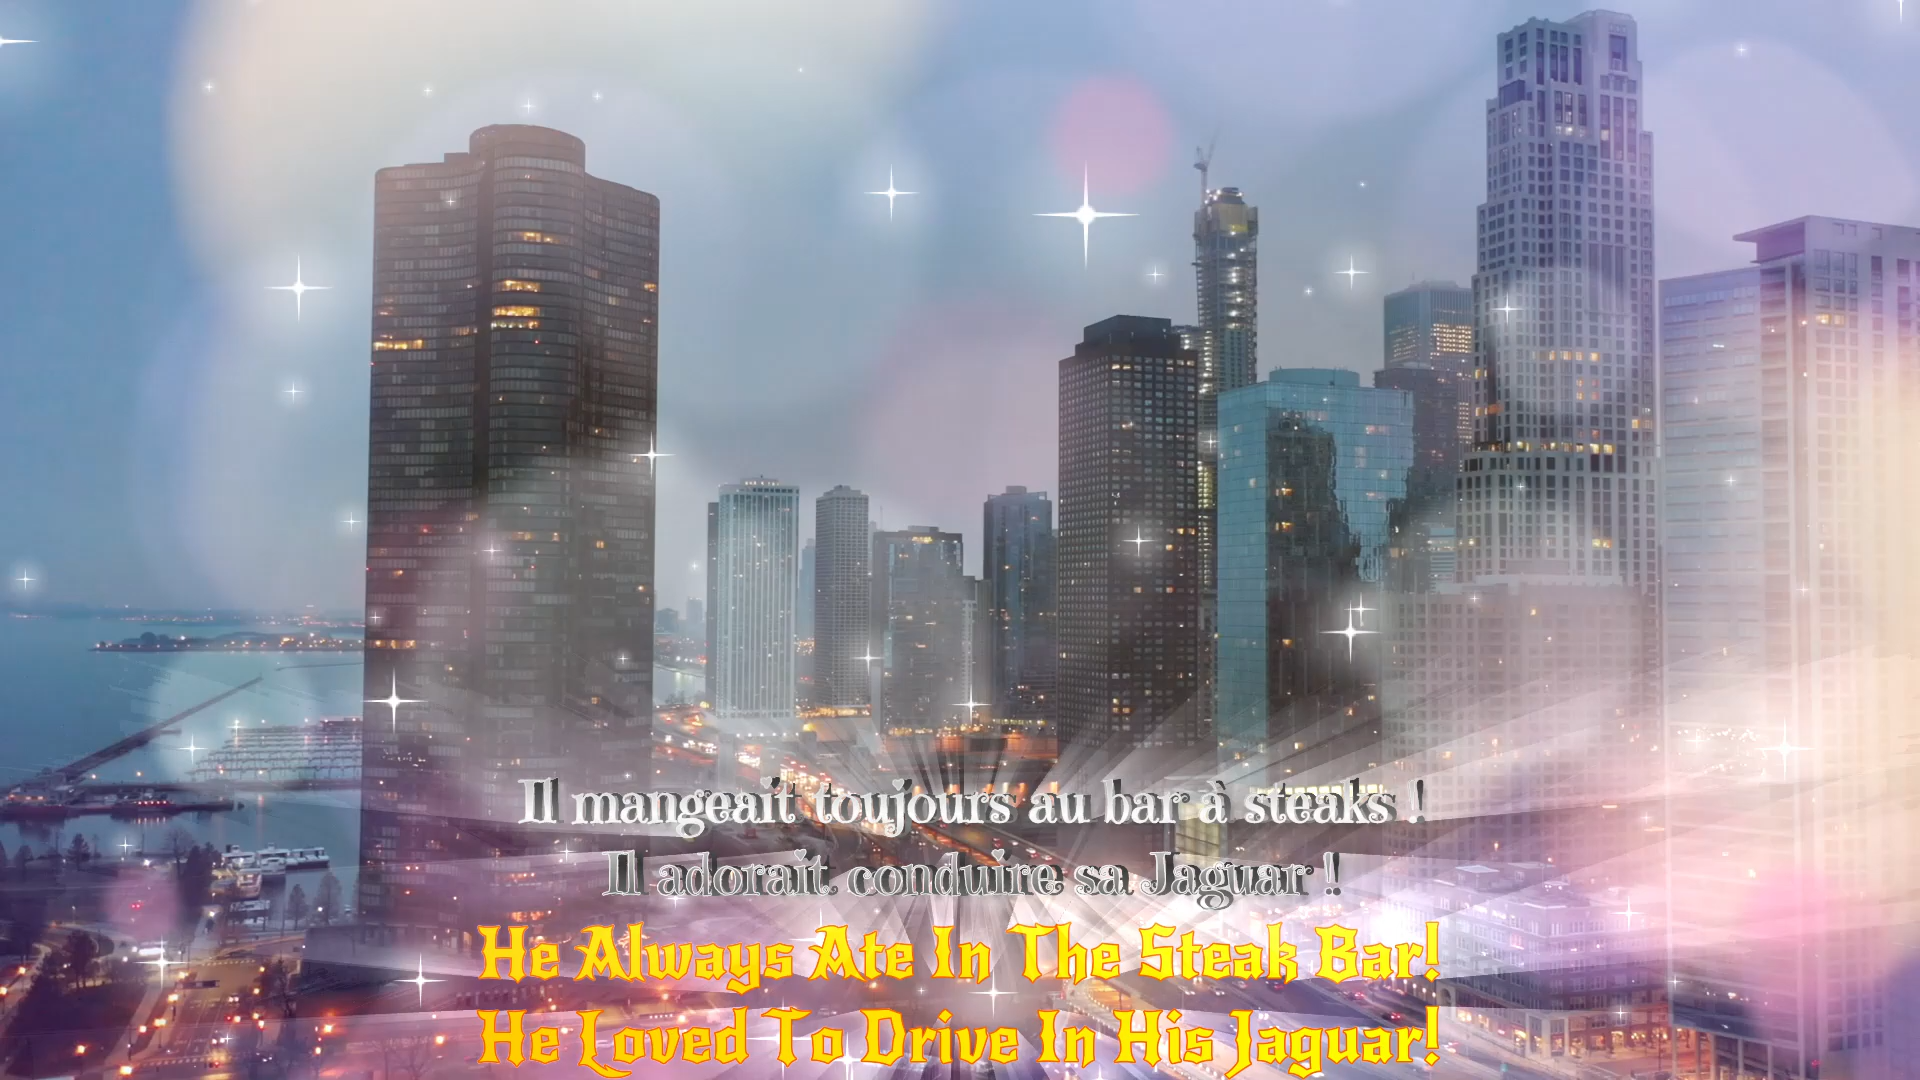 Il mangeait toujours au bar à steaks !
Il adorait conduire sa Jaguar !!
He Always Ate In The Steak Bar!
He Loved To Drive In His Jaguar!